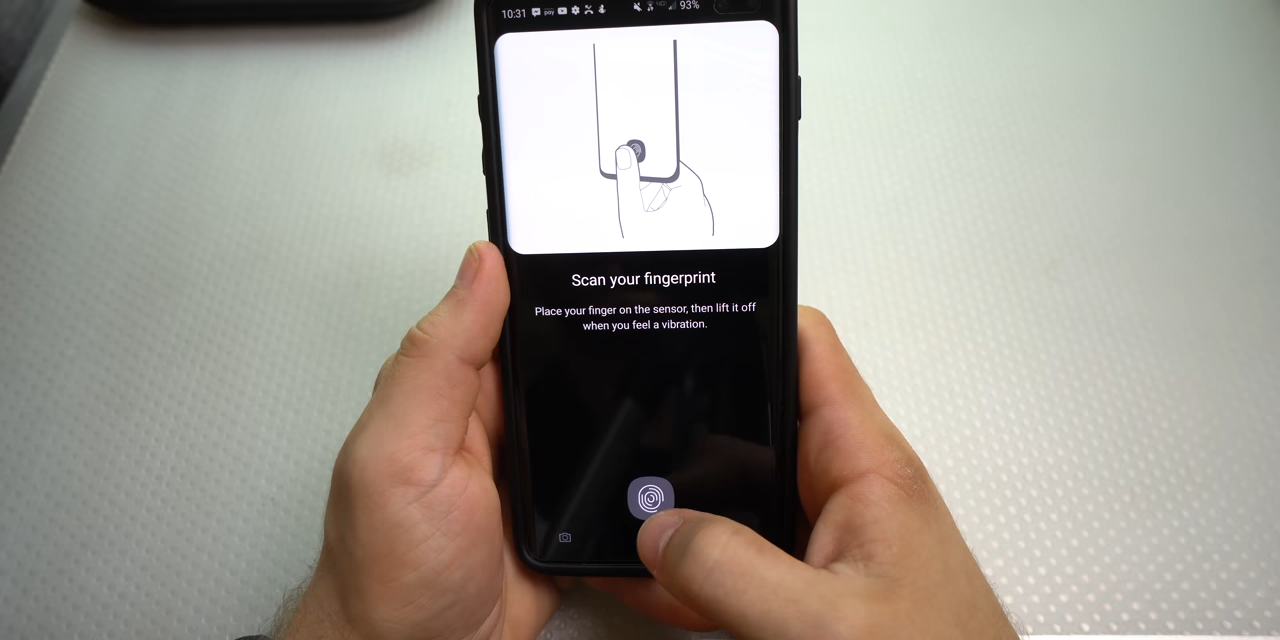 10:31 pay 93%
Scan your fingerprint
Place your finger on the sensor, then lift it off
when you feel a vibration.